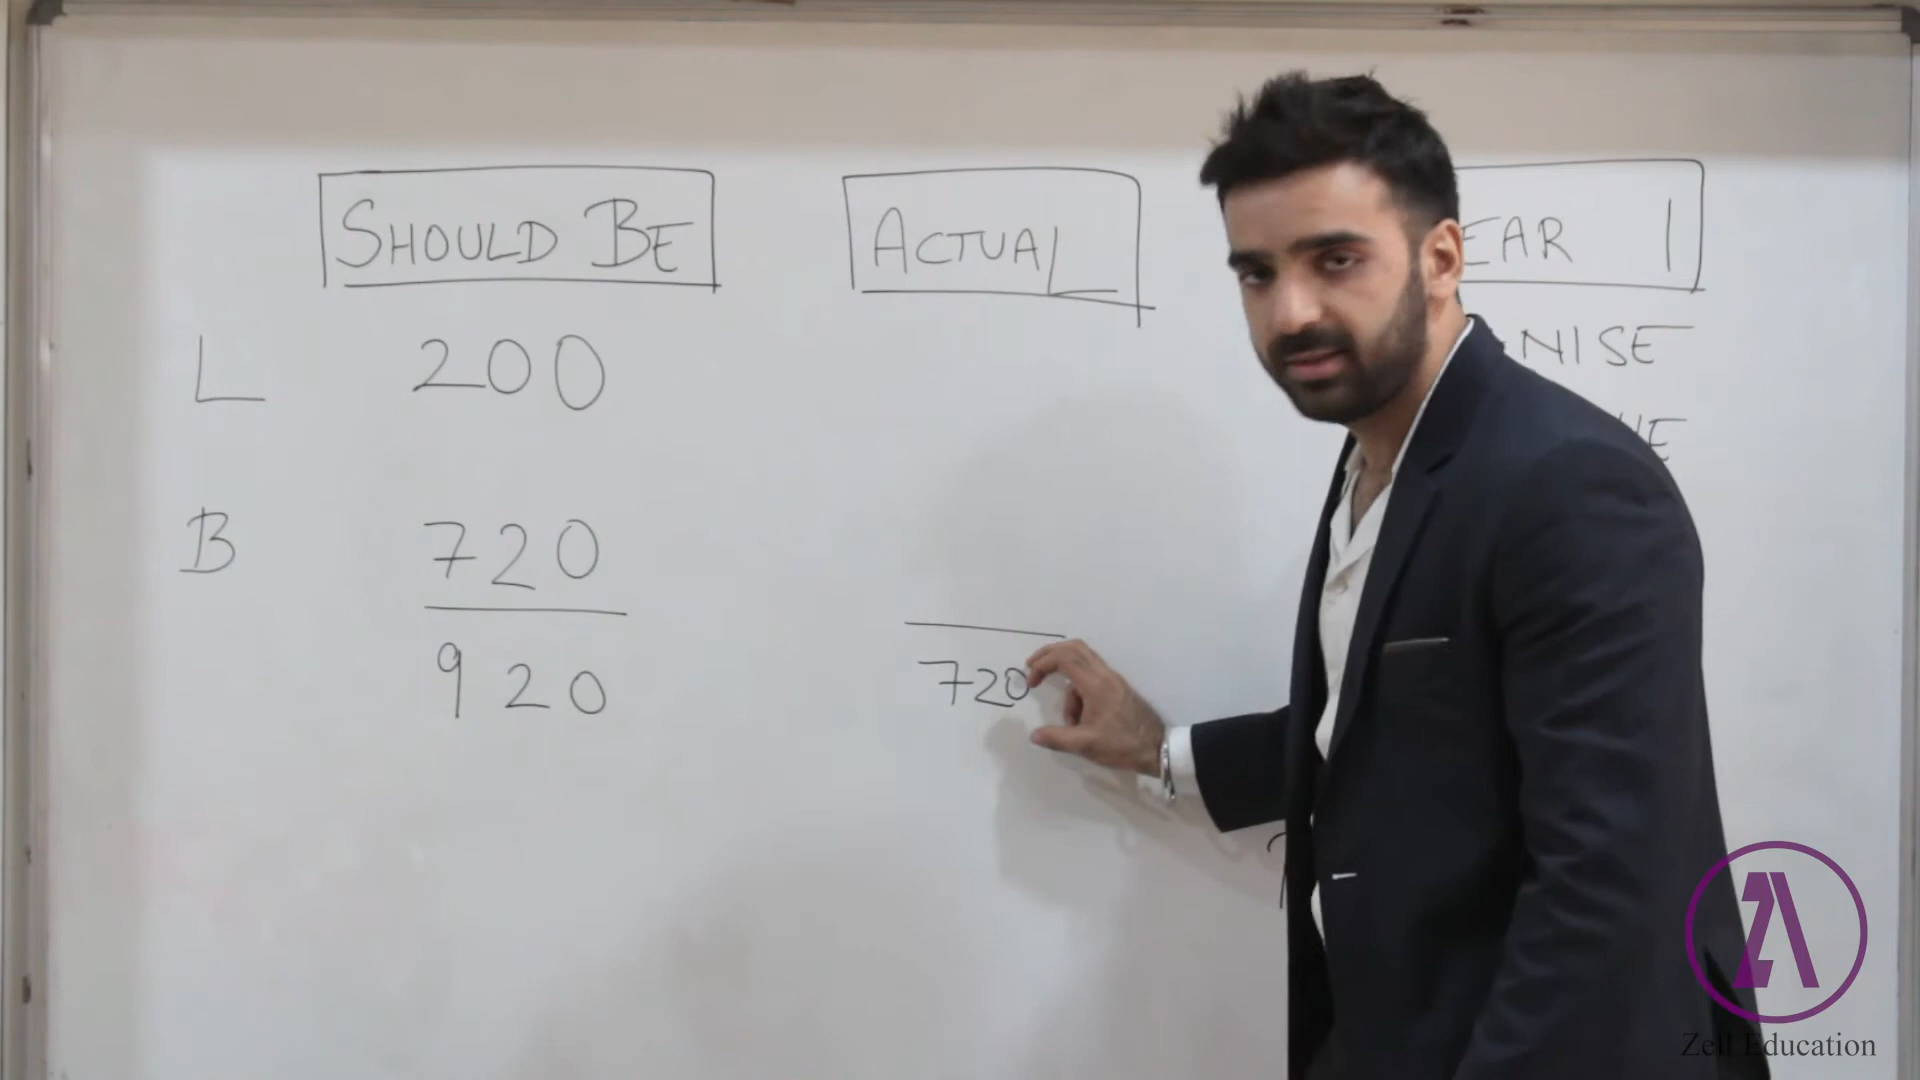 SHOULD BE ACTUAL EAR 1
L 200 NISE
B 720
920 720
Zell Education